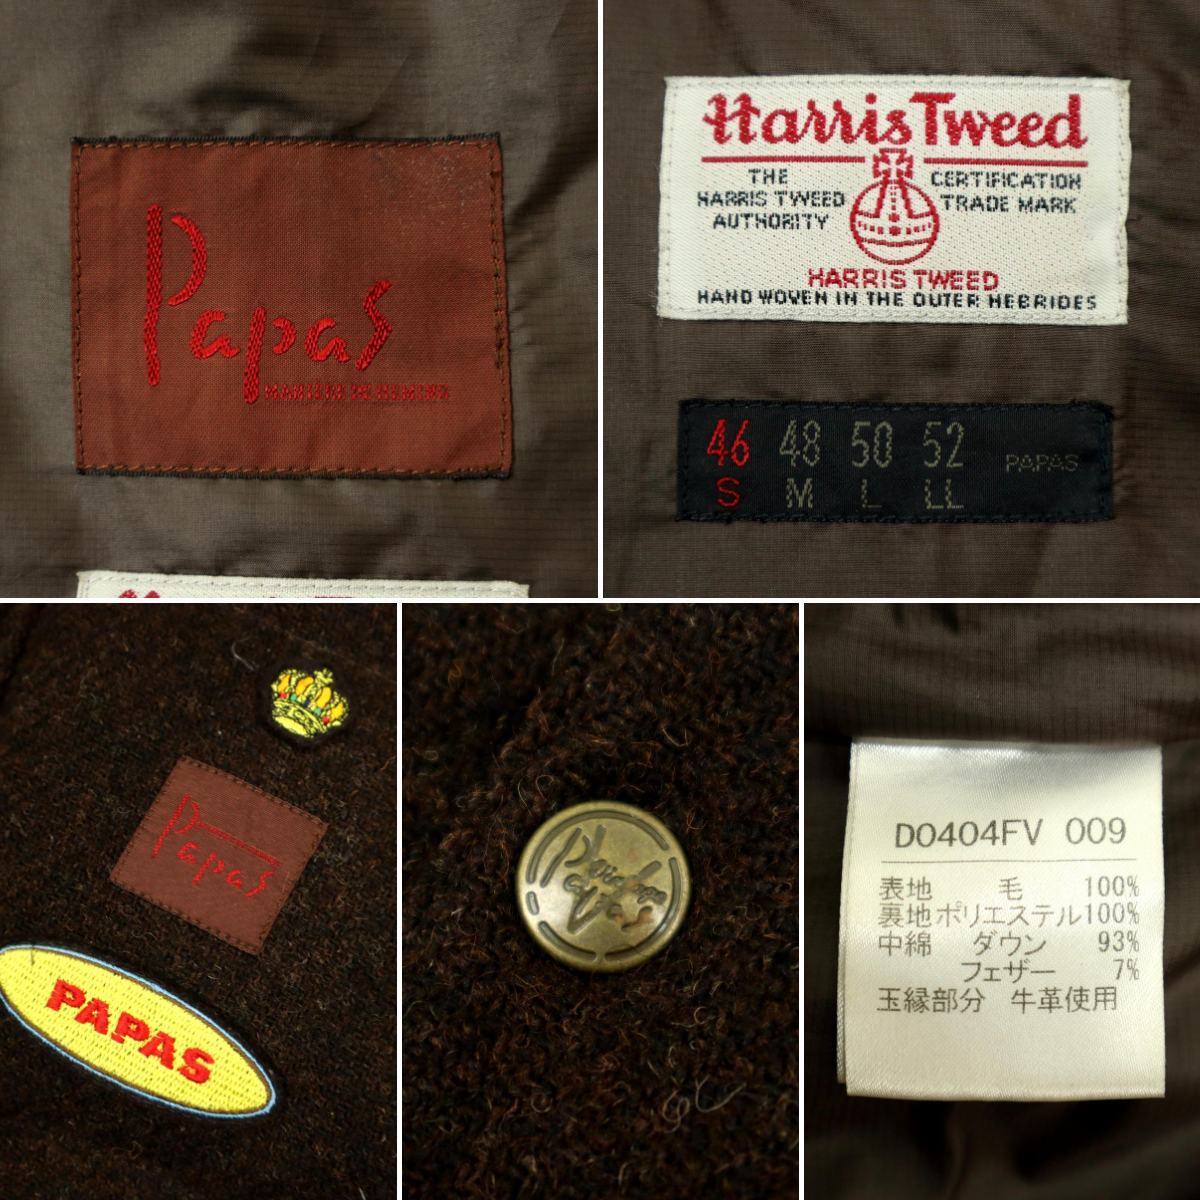 Papas
Harris Tweed
THE HARRIS TWEED AUTHORITY
CERTIFICATION TRADE MARK
HARRIS TWEED
HAND WOVEN IN THE OUTER HEBRIDES
46 48 50 52
PAPAS
S M L LL
Papas
PAPAS
D0404FV 009
表地 毛 100%
裏地 ポリエステル 100%
中綿 ダウン 93%
フェザー 7%
玉縁部分 牛革使用